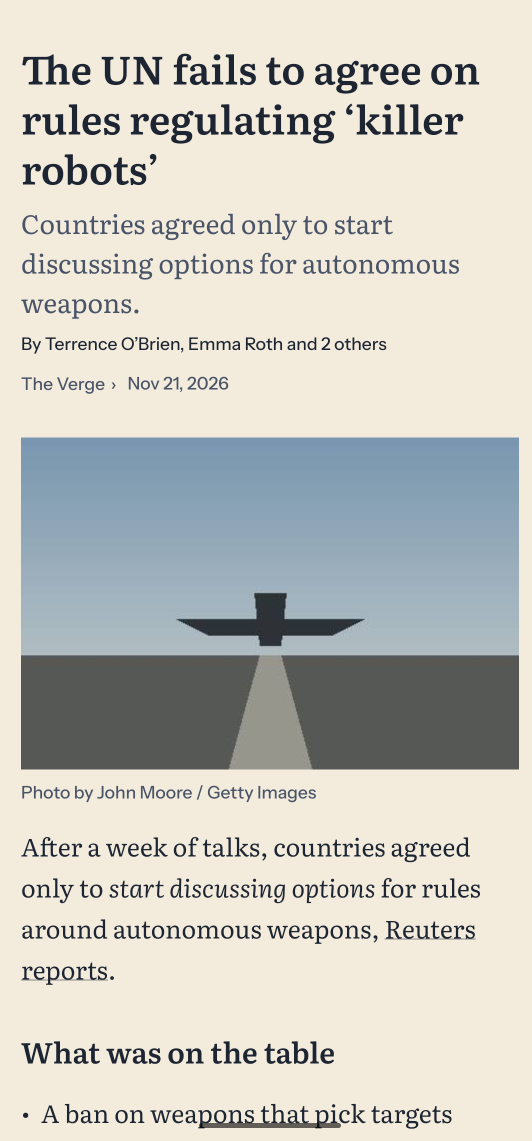 The UN fails to agree on
rules regulating ‘killer
robots’
Countries agreed only to start
discussing options for autonomous
weapons.
By Terrence O’Brien, Emma Roth and 2 others
The Verge › Nov 21, 2026
Photo by John Moore / Getty Images
After a week of talks, countries agreed
only to start discussing options for rules
around autonomous weapons, Reuters
reports.
What was on the table
• A ban on weapons that pick targets